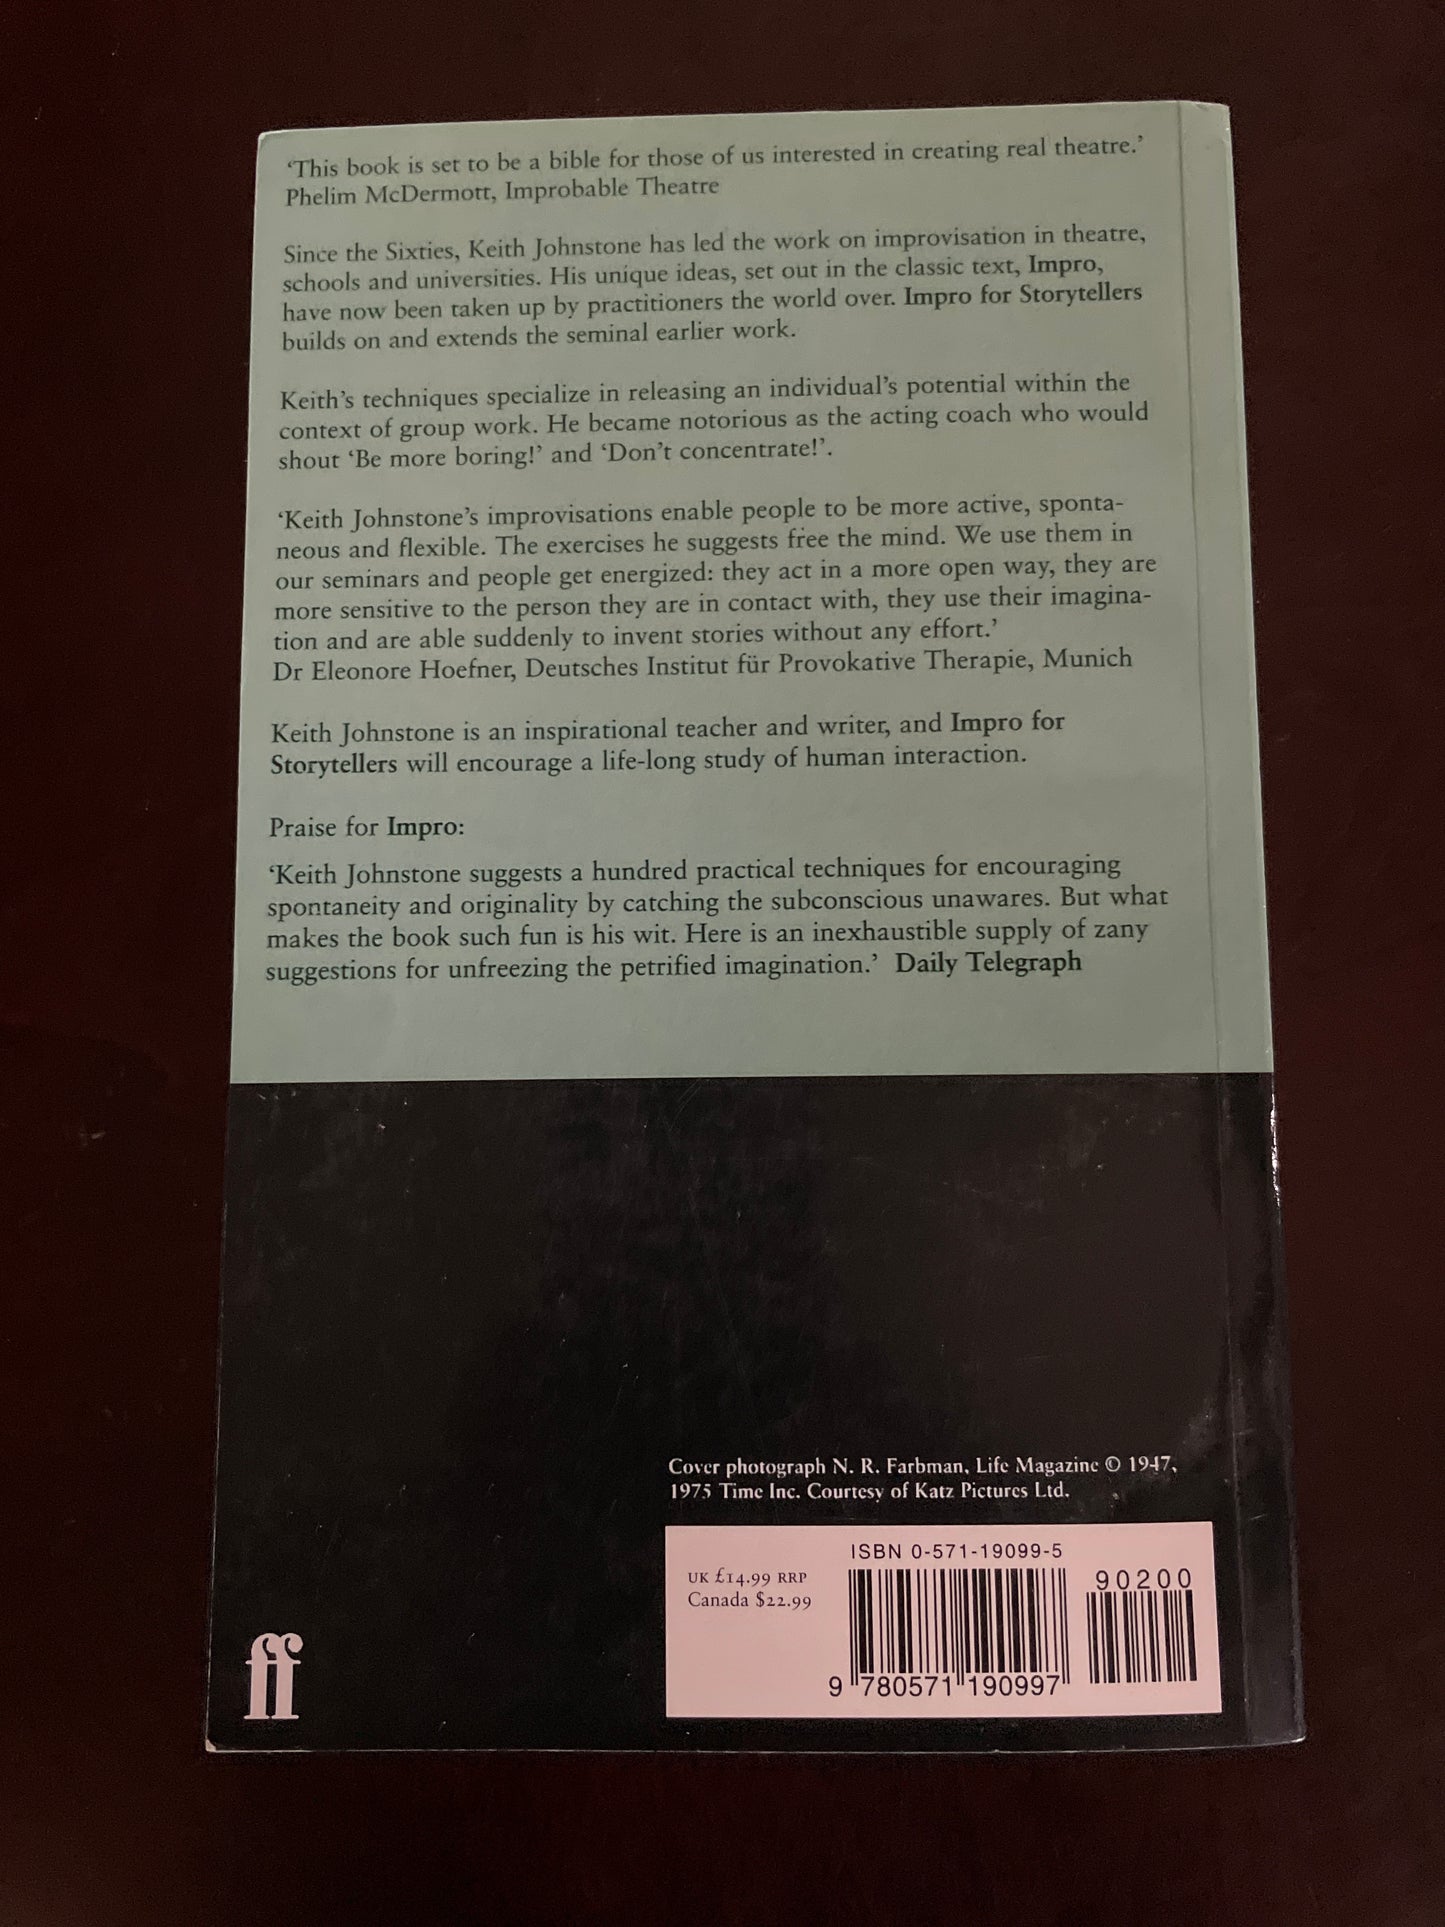 ‘This book is set to be a bible for those of us interested in creating real theatre.’
Phelim McDermott, Improbable Theatre
Since the Sixties, Keith Johnstone has led the work on improvisation in theatre,
schools and universities. His unique ideas, set out in the classic text, Impro,
have now been taken up by practitioners the world over. Impro for Storytellers
builds on and extends the seminal earlier work.
Keith’s techniques specialize in releasing an individual’s potential within the
context of group work. He became notorious as the acting coach who would
shout ‘Be more boring!’ and ‘Don’t concentrate!’.
‘Keith Johnstone’s improvisations enable people to be more active, sponta-
neous and flexible. The exercises he suggests free the mind. We use them in
our seminars and people get energized: they act in a more open way, they are
more sensitive to the person they are in contact with, they use their imagina-
tion and are able suddenly to invent stories without any effort.’
Dr Eleonore Hoefner, Deutsches Institut für Provokative Therapie, Munich
Keith Johnstone is an inspirational teacher and writer, and Impro for
Storytellers will encourage a life-long study of human interaction.
Praise for Impro:
‘Keith Johnstone suggests a hundred practical techniques for encouraging
spontaneity and originality by catching the subconscious unawares. But what
makes the book such fun is his wit. Here is an inexhaustible supply of zany
suggestions for unfreezing the petrified imagination.’ Daily Telegraph
Cover photograph N. R. Farbman, Life Magazine © 1947,
1975 Time Inc. Courtesy of Katz Pictures Ltd.
ISBN 0-571-19099-5
UK £14.99 RRP
Canada $22.99
90200
9 780571 190997
ff